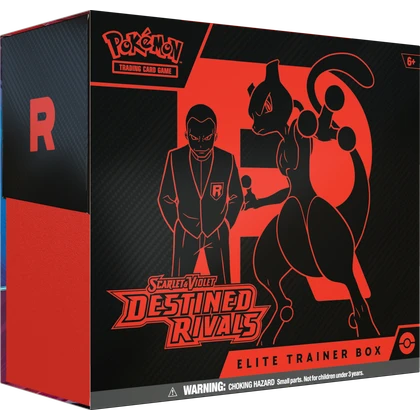 Pokémon
TRADING CARD GAME
6+
R
R
SCARLET & VIOLET
DESTINED
RIVALS
ELITE TRAINER BOX
WARNING: CHOKING HAZARD Small parts. Not for children under 3 years.